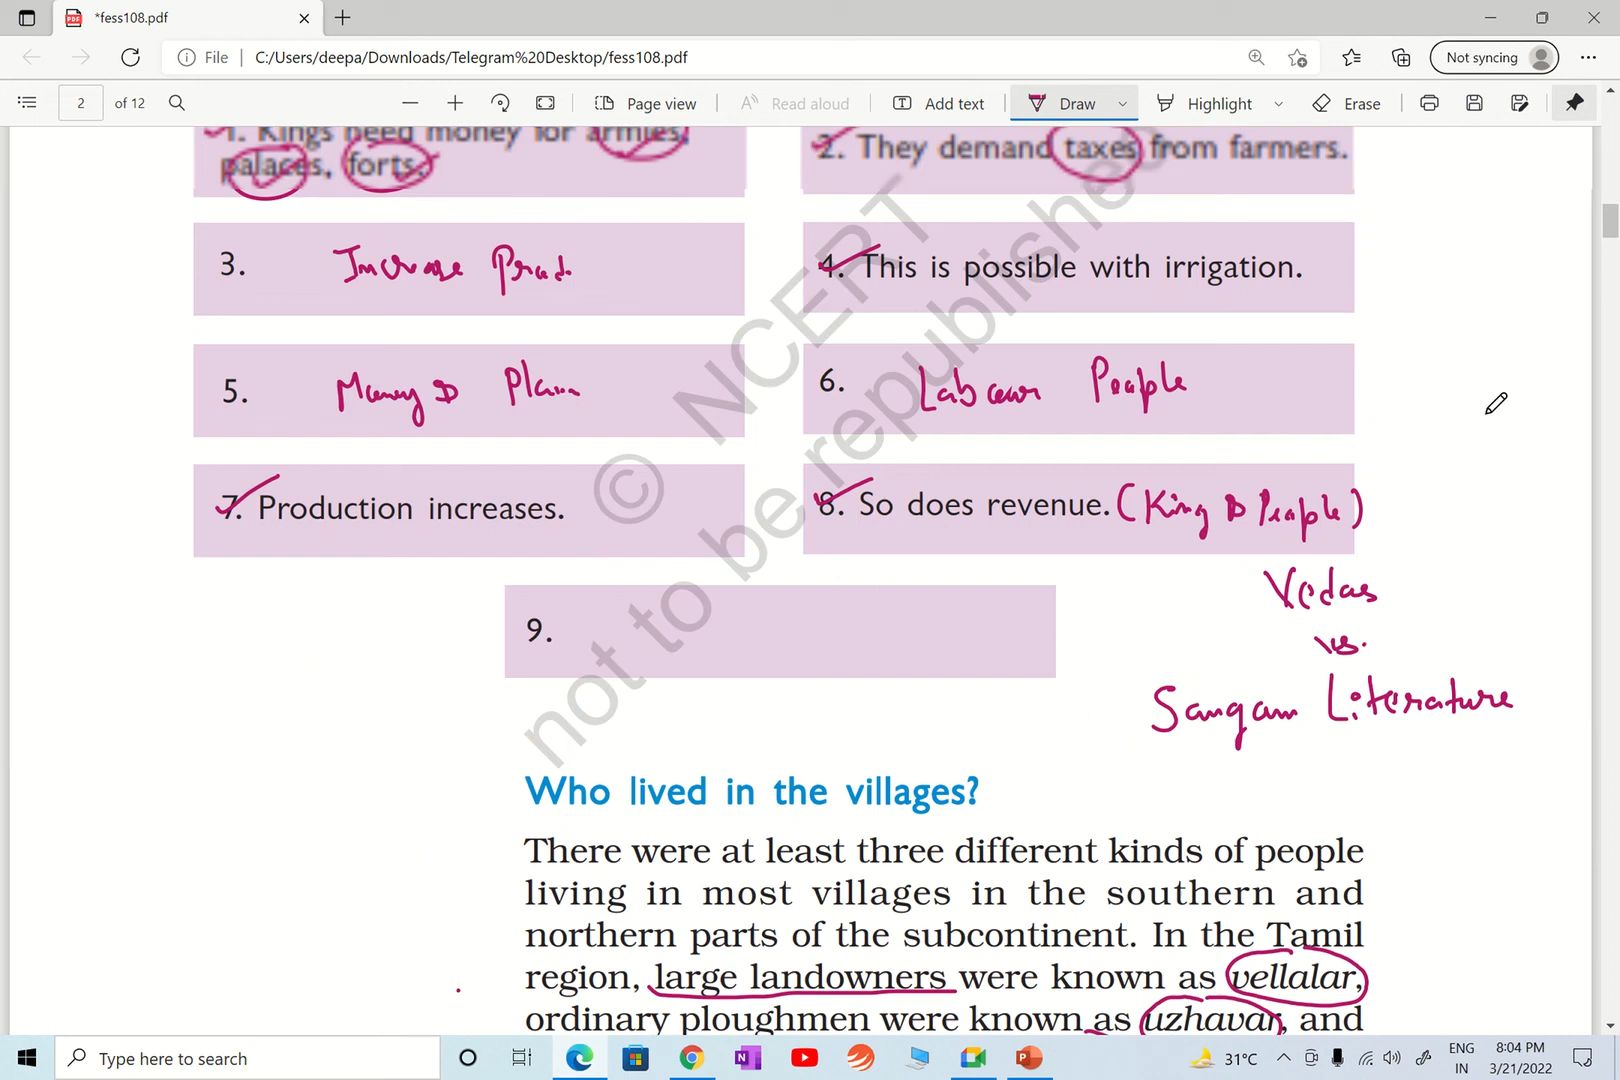 *fess108.pdf
File C:/Users/deepa/Downloads/Telegram%20Desktop/fess108.pdf
Not syncing
2 of 12
Page view
Read aloud
Add text
Draw
Highlight
Erase
1. Kings need money for armies,
palaces, forts.
2. They demand taxes from farmers.
3. Increase Prod.
4. This is possible with irrigation.
5. Money & Plan
6. Labour People
7. Production increases.
8. So does revenue. (King & People)
9.
Vedas
vs.
Sangam Literature
© NCERT
not to be republished
Who lived in the villages?
There were at least three different kinds of people
living in most villages in the southern and
northern parts of the subcontinent. In the Tamil
region, large landowners were known as vellalar,
ordinary ploughmen were known as uzhavar, and
Type here to search
31°C
ENG
IN
8:04 PM
3/21/2022